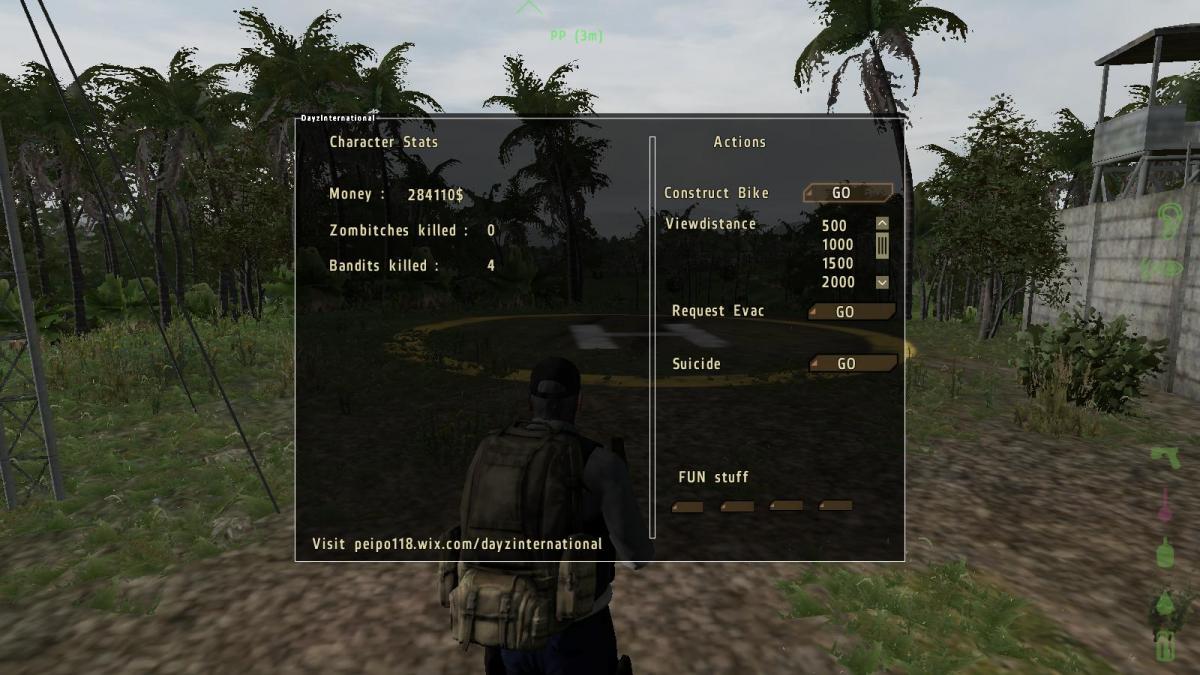 PP (3m)
DayzInternational
Character Stats
Money : 284110$
Zombitches killed : 0
Bandits killed : 4
Visit peipo118.wix.com/dayzinternational
Actions
Construct Bike GO
Viewdistance
500
1000
1500
2000
Request Evac GO
Suicide GO
FUN stuff